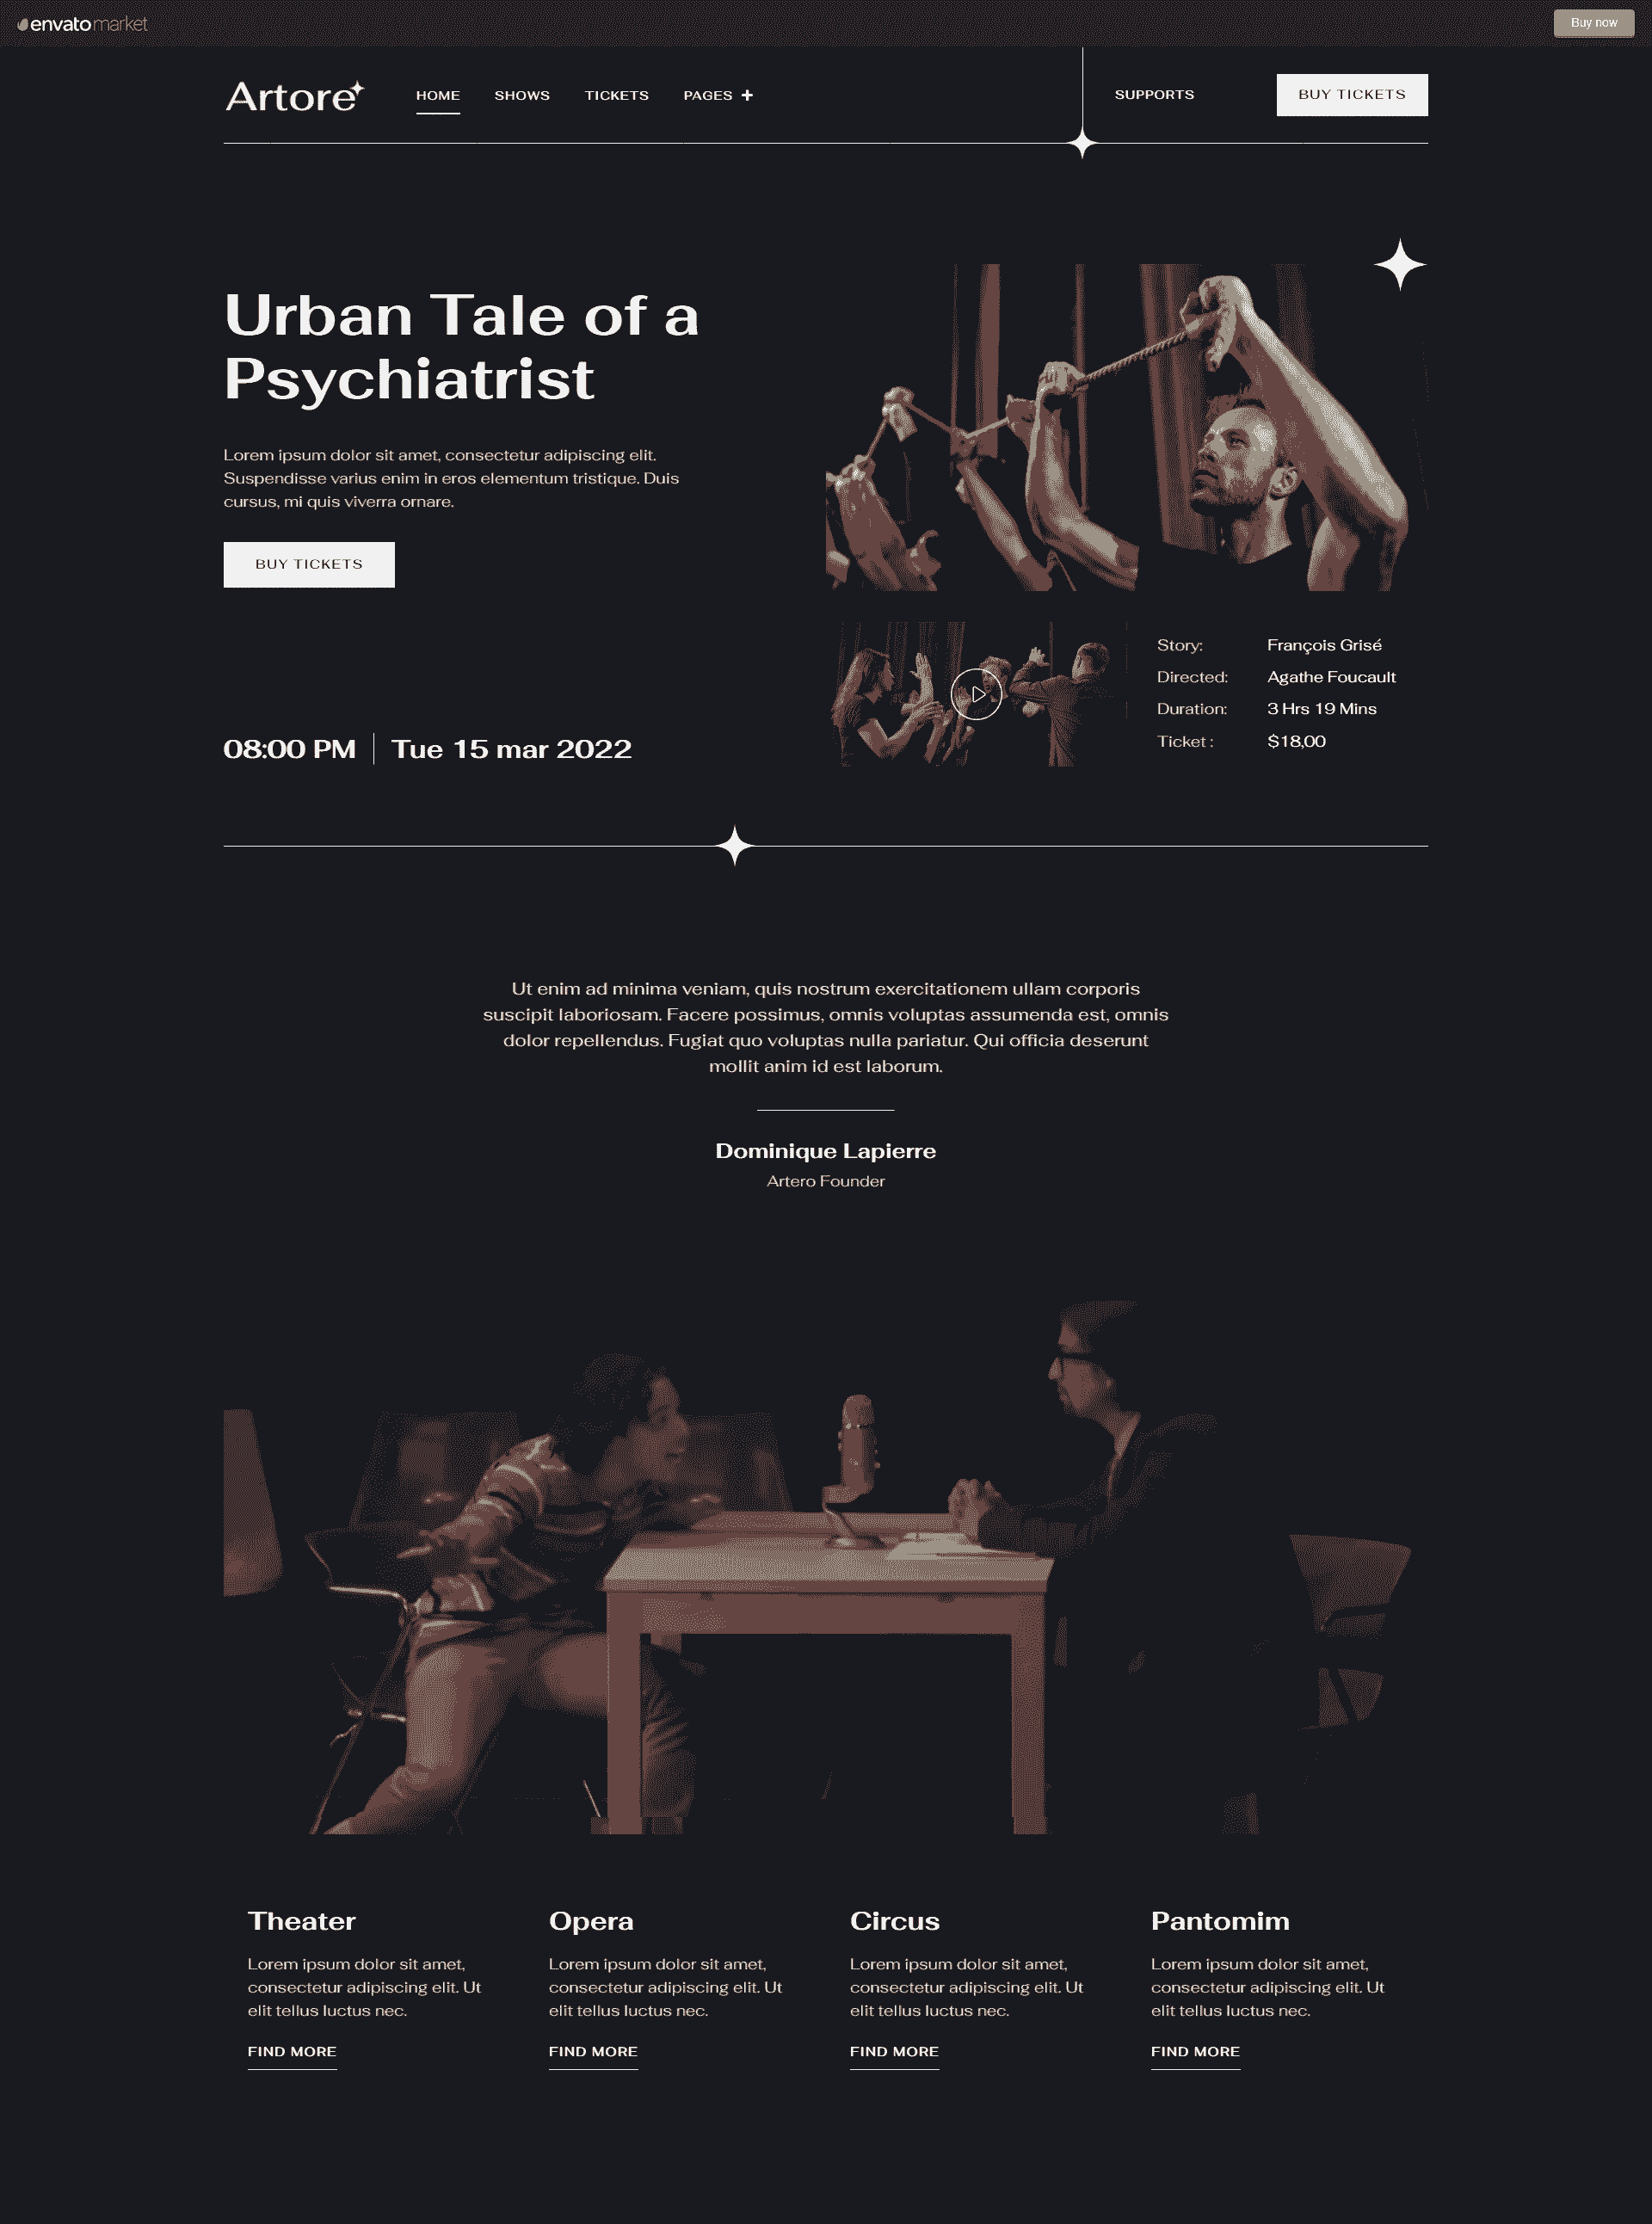 envatomarket
Buy now
Artore
HOME
SHOWS
TICKETS
PAGES +
SUPPORTS
BUY TICKETS
Urban Tale of a
Psychiatrist
Lorem ipsum dolor sit amet, consectetur adipiscing elit.
Suspendisse varius enim in eros elementum tristique. Duis
cursus, mi quis viverra ornare.
BUY TICKETS
08:00 PM
Tue 15 mar 2022
Story: François Grisé
Directed: Agathe Foucault
Duration: 3 Hrs 19 Mins
Ticket : $18,00
Ut enim ad minima veniam, quis nostrum exercitationem ullam corporis
suscipit laboriosam. Facere possimus, omnis voluptas assumenda est, omnis
dolor repellendus. Fugiat quo voluptas nulla pariatur. Qui officia deserunt
mollit anim id est laborum.
Dominique Lapierre
Artero Founder
Theater
Lorem ipsum dolor sit amet,
consectetur adipiscing elit. Ut
elit tellus luctus nec.
FIND MORE
Opera
Lorem ipsum dolor sit amet,
consectetur adipiscing elit. Ut
elit tellus luctus nec.
FIND MORE
Circus
Lorem ipsum dolor sit amet,
consectetur adipiscing elit. Ut
elit tellus luctus nec.
FIND MORE
Pantomim
Lorem ipsum dolor sit amet,
consectetur adipiscing elit. Ut
elit tellus luctus nec.
FIND MORE